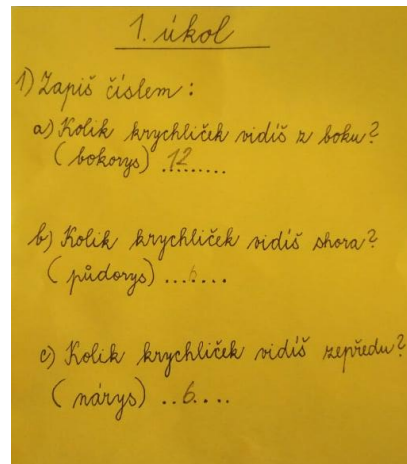 1. úkol
1) Zapiš číslem:
a) Kolik krychliček vidíš z boku?
(bokorys) .12........
b) Kolik krychliček vidíš shora?
(půdorys) ...6....
c) Kolik krychliček vidíš zepředu?
(nárys) ..6....